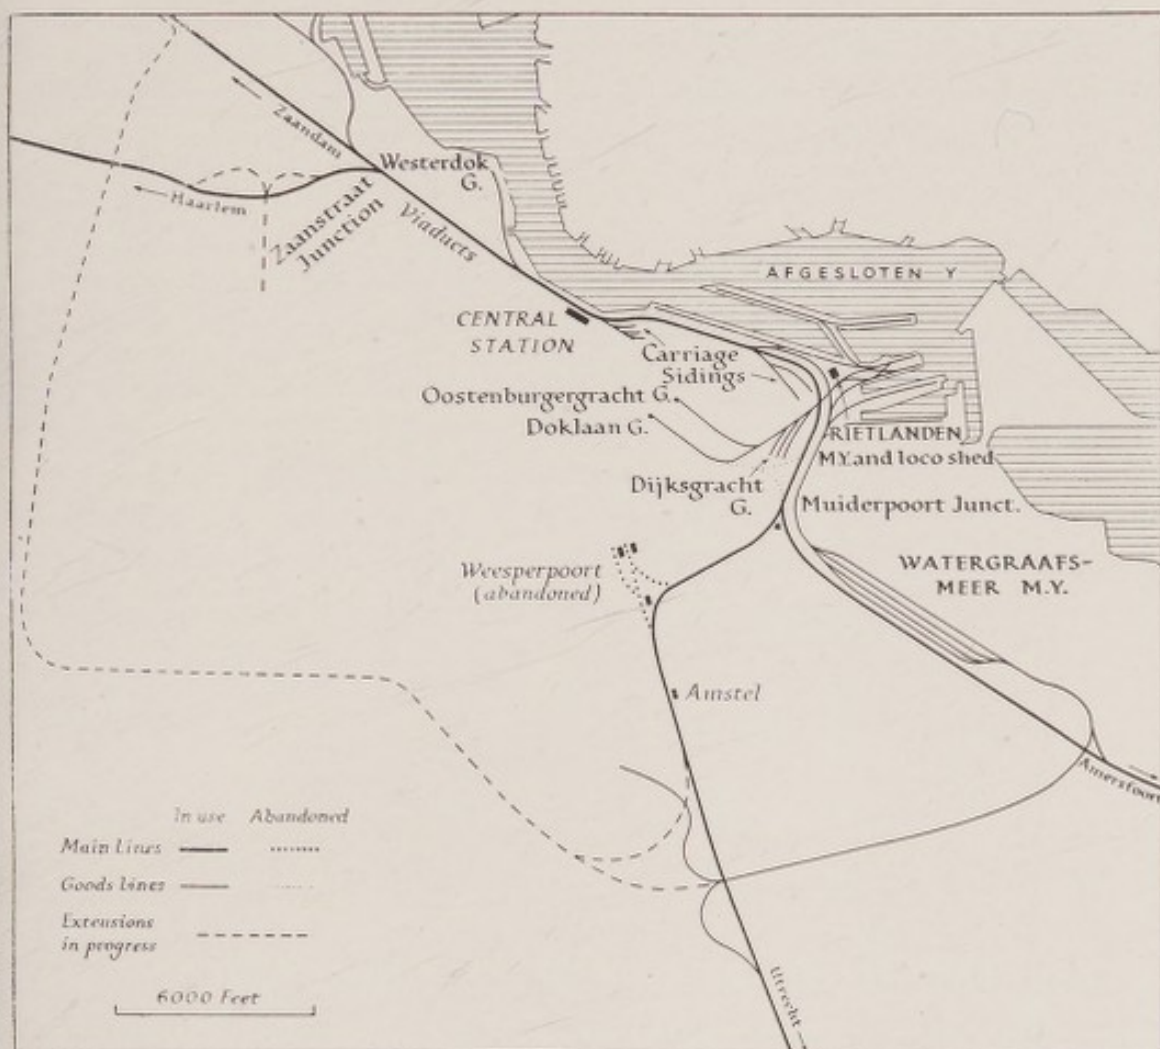 Zaandam
Westerdok
G.
Haarlem
Zaanstraat
Junction
Viaducts
AFGESLOTEN Y
CENTRAL
STATION
Carriage
Sidings
Oostenburgergracht G.
Doklaan G.
RIETLANDEN
M.Y. and loco shed
Dijksgracht
G.
Muiderpoort Junct.
Weesperpoort
(abandoned)
WATERGRAAFS-
MEER M.Y.
Amstel
Amersfoort
In use Abandoned
Main Lines
Goods lines
Extensions
in progress
6000 Feet
Utrecht